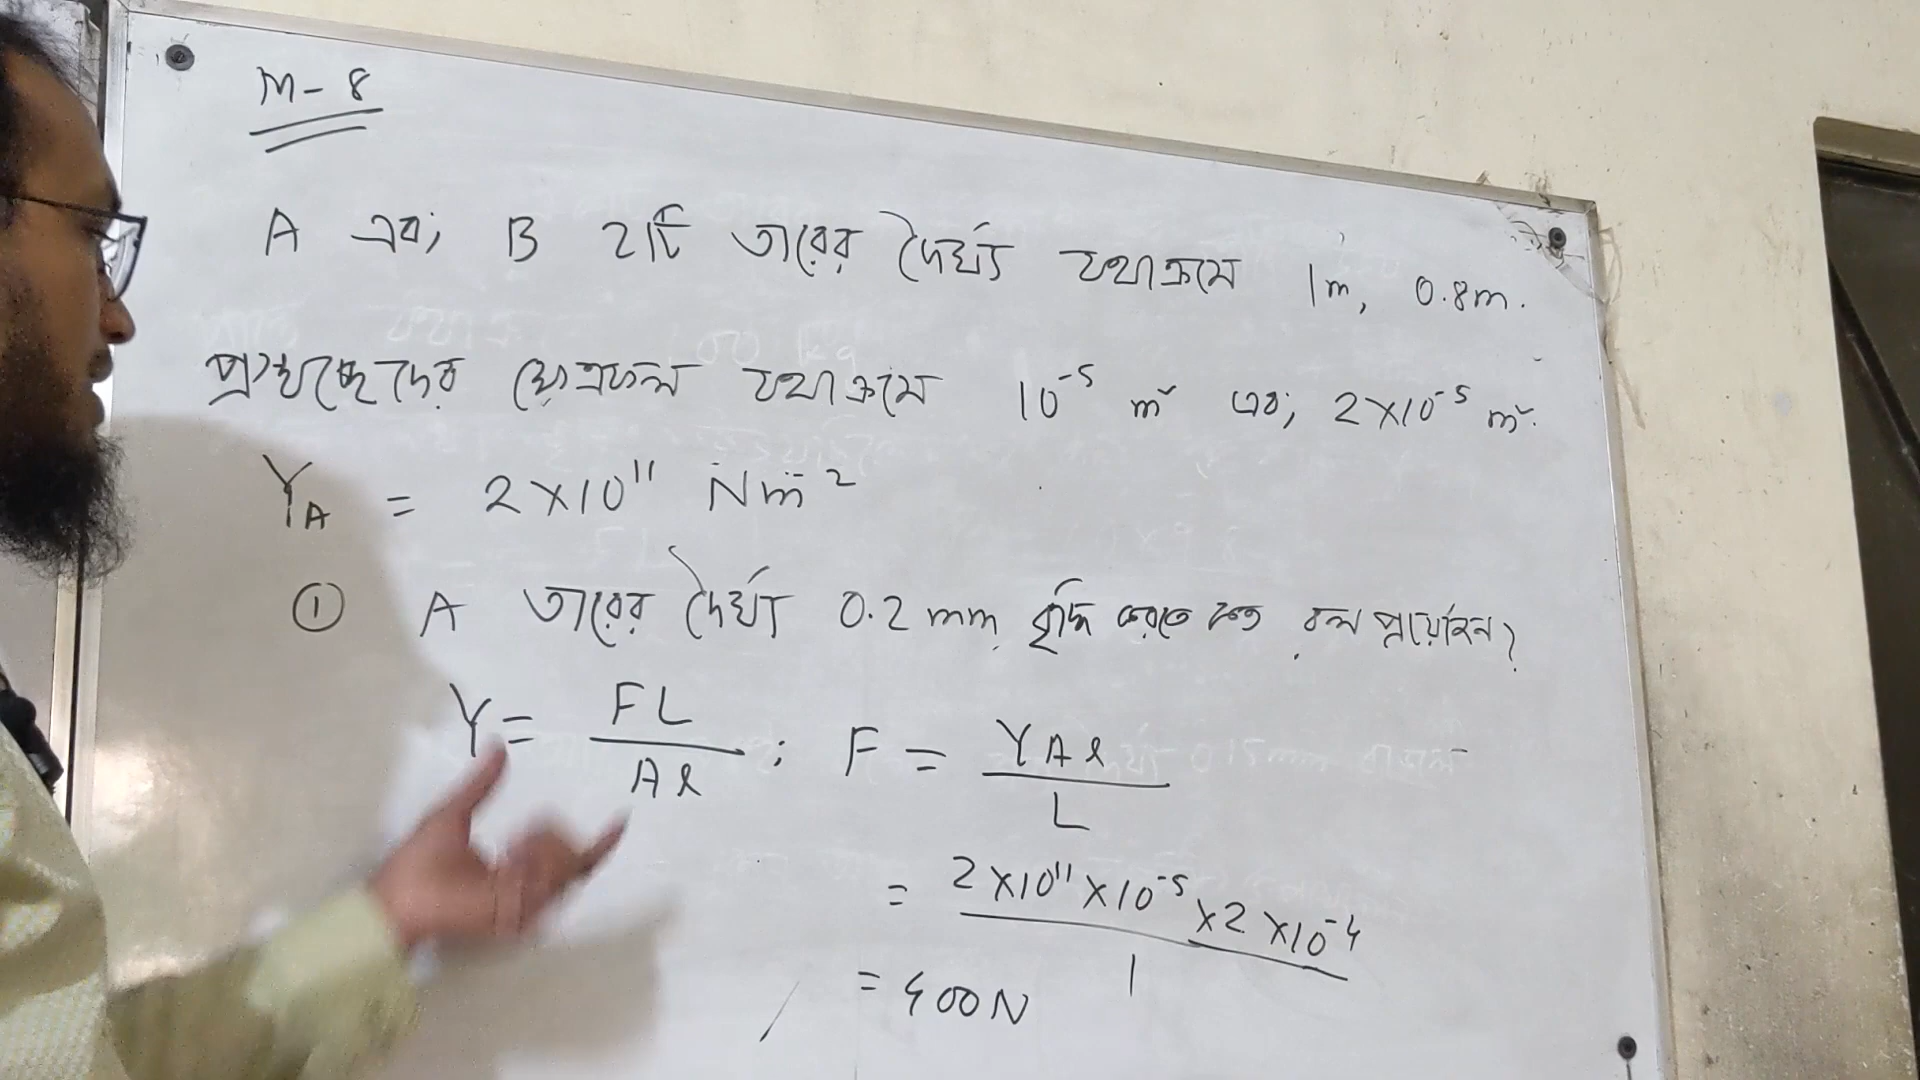 M-8
A এবং B ২টি তারের দৈর্ঘ্য যথাক্রমে 1m, 0.8m.
প্রস্থচ্ছেদের ক্ষেত্রফল যথাক্রমে 10⁻⁵ m² এবং 2×10⁻⁵ m².
Y_A = 2×10¹¹ Nm⁻²
① A তারের দৈর্ঘ্য 0.2 mm বৃদ্ধি করতে কত বল প্রয়োজন?
Y = FL / Aℓ ; F = YAℓ / L
= 2×10¹¹×10⁻⁵×2×10⁻⁴ / 1
= 400N